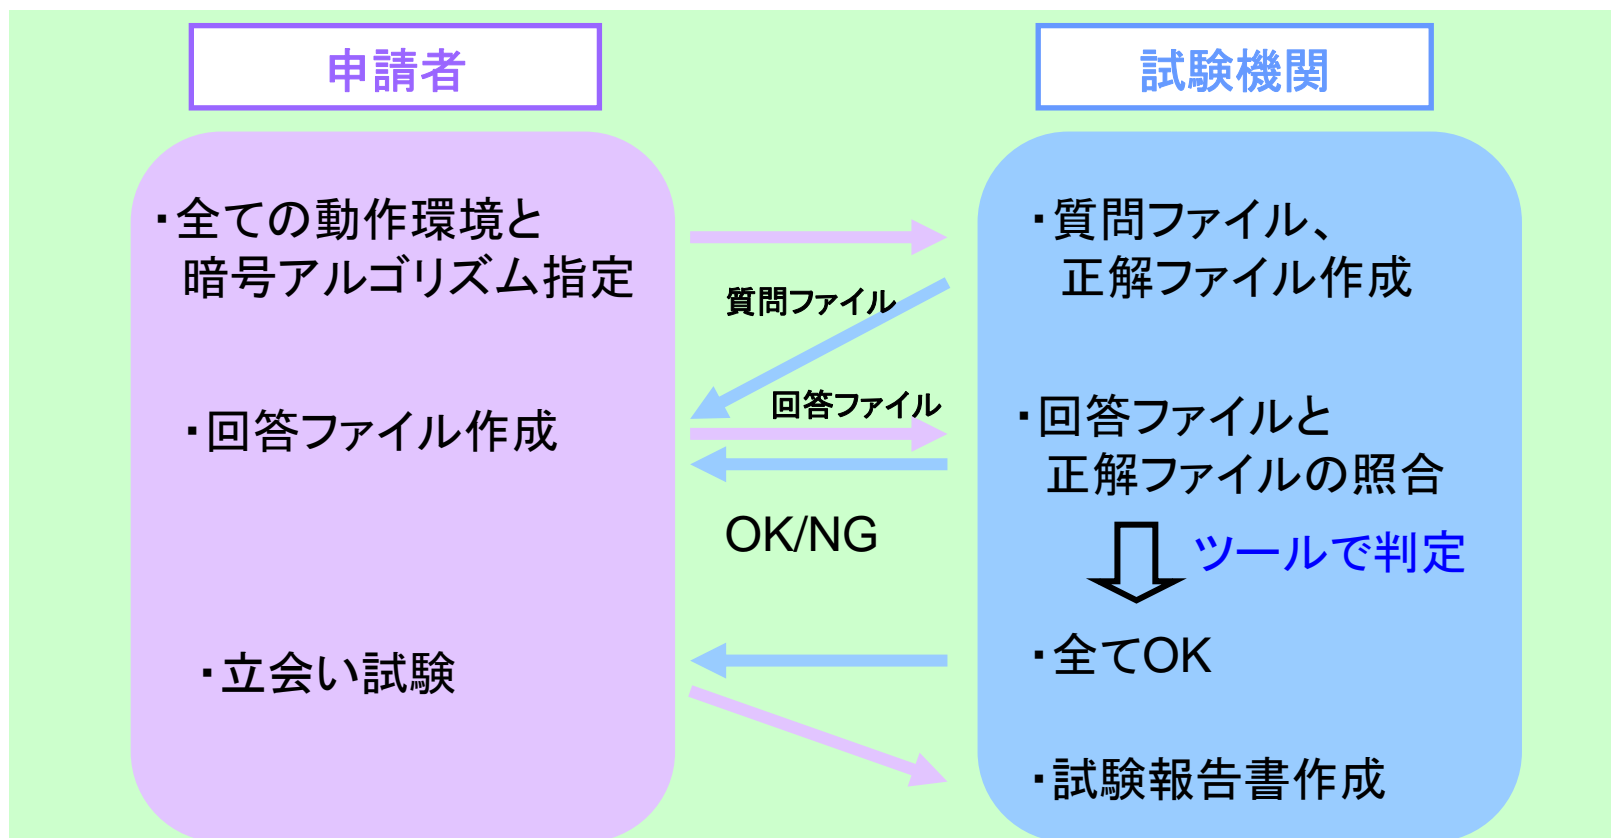 申請者
試験機関
・全ての動作環境と
暗号アルゴリズム指定
・質問ファイル、
正解ファイル作成
質問ファイル
回答ファイル
・回答ファイル作成
・回答ファイルと
正解ファイルの照合
OK/NG
ツールで判定
・立会い試験
・全てOK
・試験報告書作成